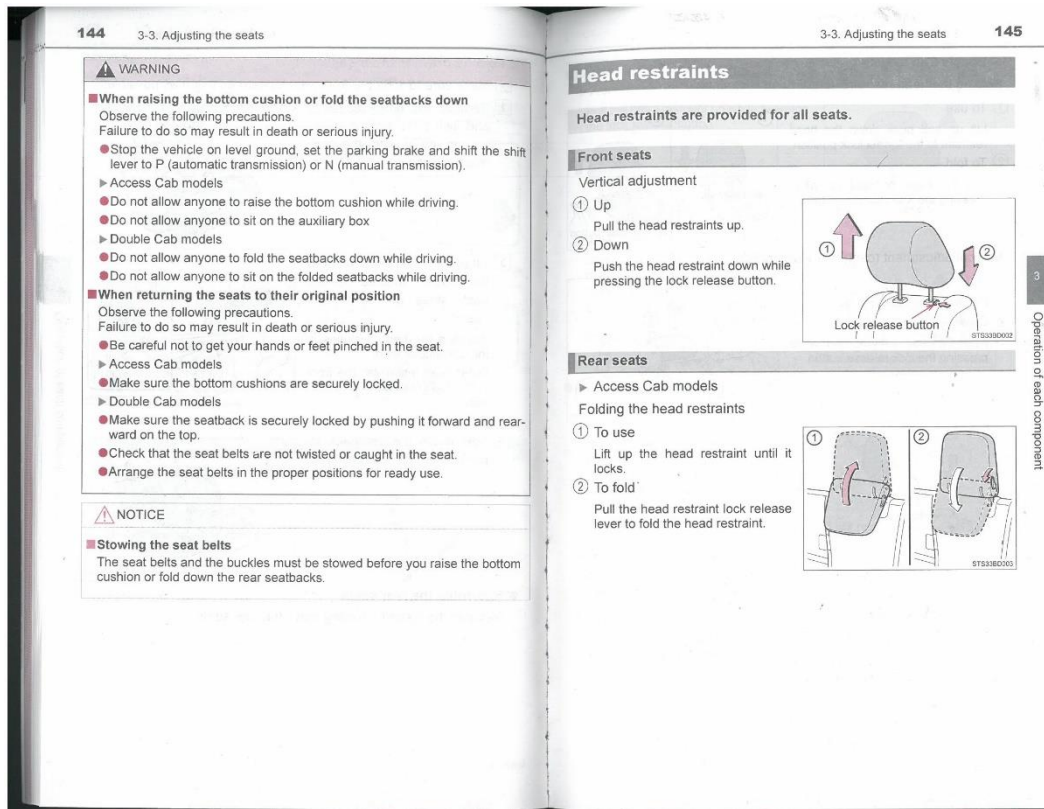 144 3-3. Adjusting the seats
WARNING
■When raising the bottom cushion or fold the seatbacks down
Observe the following precautions.
Failure to do so may result in death or serious injury.
●Stop the vehicle on level ground, set the parking brake and shift the shift
lever to P (automatic transmission) or N (manual transmission).
▶ Access Cab models
●Do not allow anyone to raise the bottom cushion while driving.
●Do not allow anyone to sit on the auxiliary box
▶ Double Cab models
●Do not allow anyone to fold the seatbacks down while driving.
●Do not allow anyone to sit on the folded seatbacks while driving.
■When returning the seats to their original position
Observe the following precautions.
Failure to do so may result in death or serious injury.
●Be careful not to get your hands or feet pinched in the seat.
▶ Access Cab models
●Make sure the bottom cushions are securely locked.
▶ Double Cab models
●Make sure the seatback is securely locked by pushing it forward and rear-
ward on the top.
●Check that the seat belts are not twisted or caught in the seat.
●Arrange the seat belts in the proper positions for ready use.
NOTICE
■Stowing the seat belts
The seat belts and the buckles must be stowed before you raise the bottom
cushion or fold down the rear seatbacks.
3-3. Adjusting the seats 145
Head restraints
Head restraints are provided for all seats.
Front seats
Vertical adjustment
① Up
Pull the head restraints up.
② Down
Push the head restraint down while
pressing the lock release button.
① ②
Lock release button
STS33BD002
Rear seats
▶ Access Cab models
Folding the head restraints
① To use
Lift up the head restraint until it
locks.
② To fold
Pull the head restraint lock release
lever to fold the head restraint.
① ②
STS33BD003
3
Operation of each component